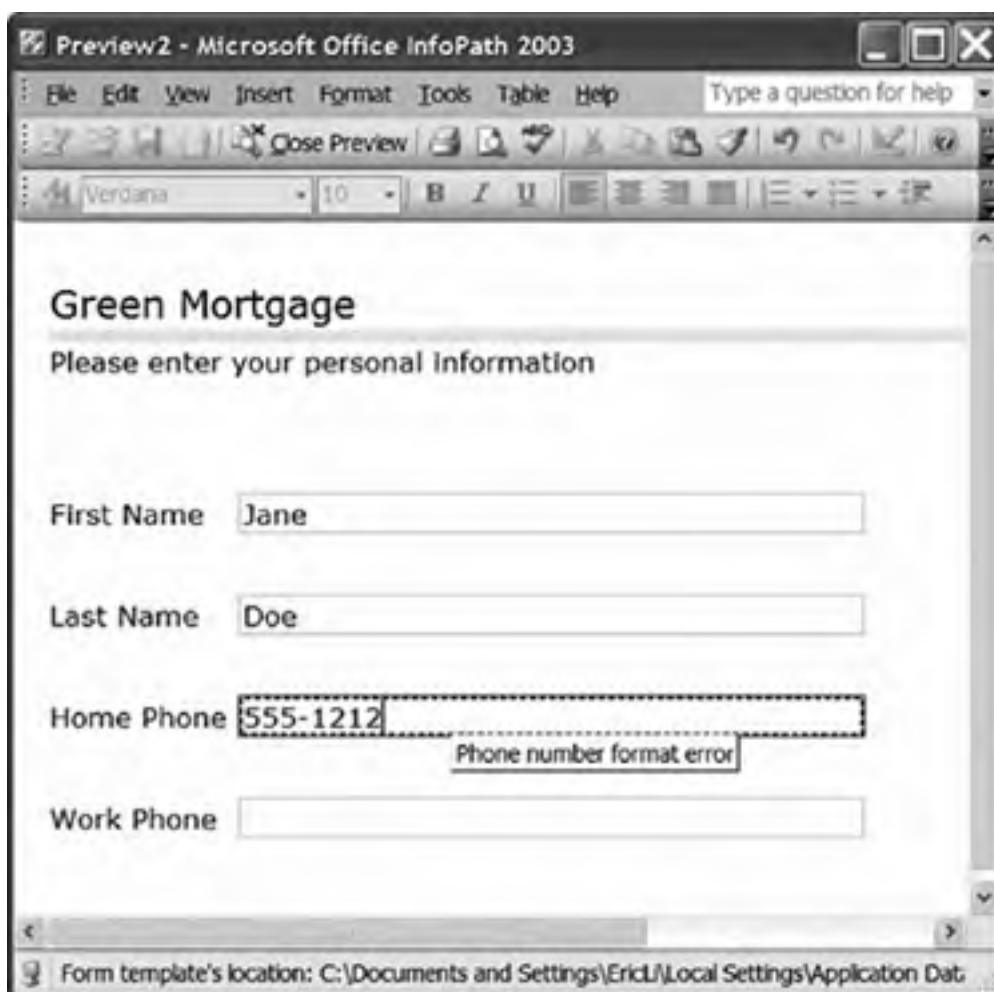 Preview2 - Microsoft Office InfoPath 2003
File Edit View Insert Format Tools Table Help Type a question for help
Close Preview
Verdana 10 B I U
Green Mortgage
Please enter your personal information
First Name Jane
Last Name Doe
Home Phone 555-1212
Phone number format error
Work Phone
Form template's location: C:\Documents and Settings\EricLi\Local Settings\Application Dat